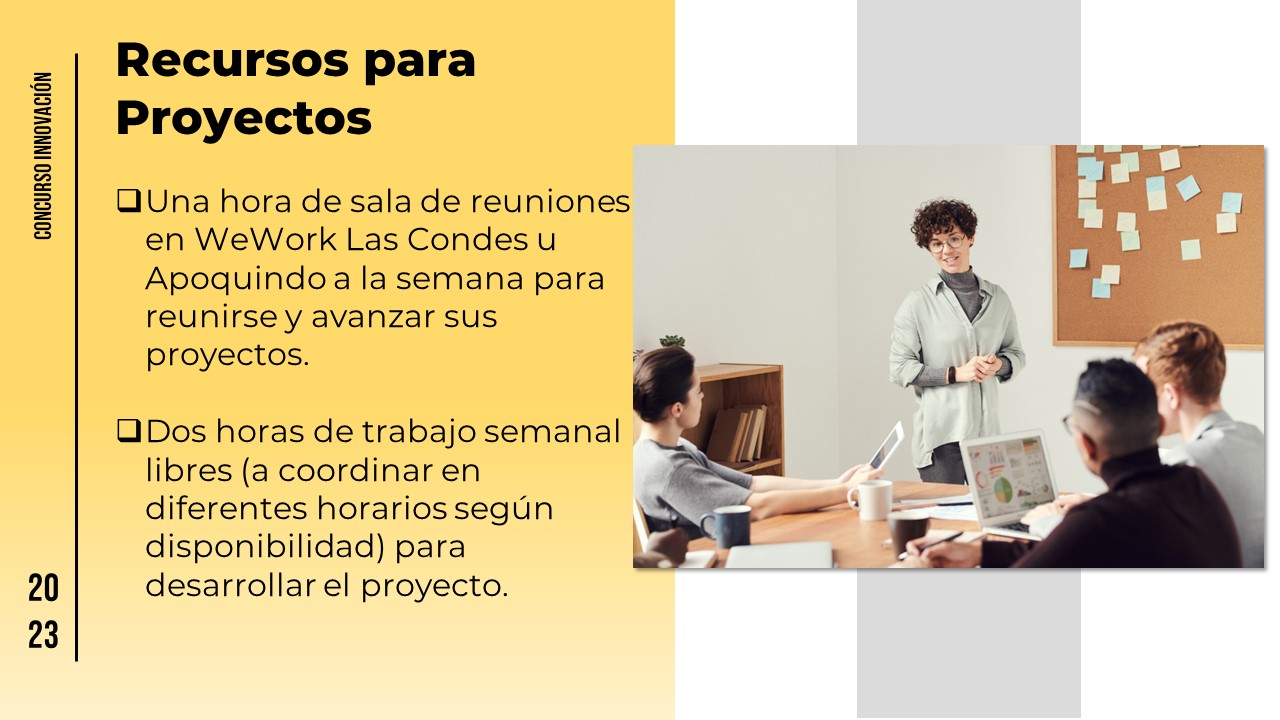 CONCURSO INNOVACIÓN
20
23
Recursos para
Proyectos
❑Una hora de sala de reuniones
en WeWork Las Condes u
Apoquindo a la semana para
reunirse y avanzar sus
proyectos.
❑Dos horas de trabajo semanal
libres (a coordinar en
diferentes horarios según
disponibilidad) para
desarrollar el proyecto.